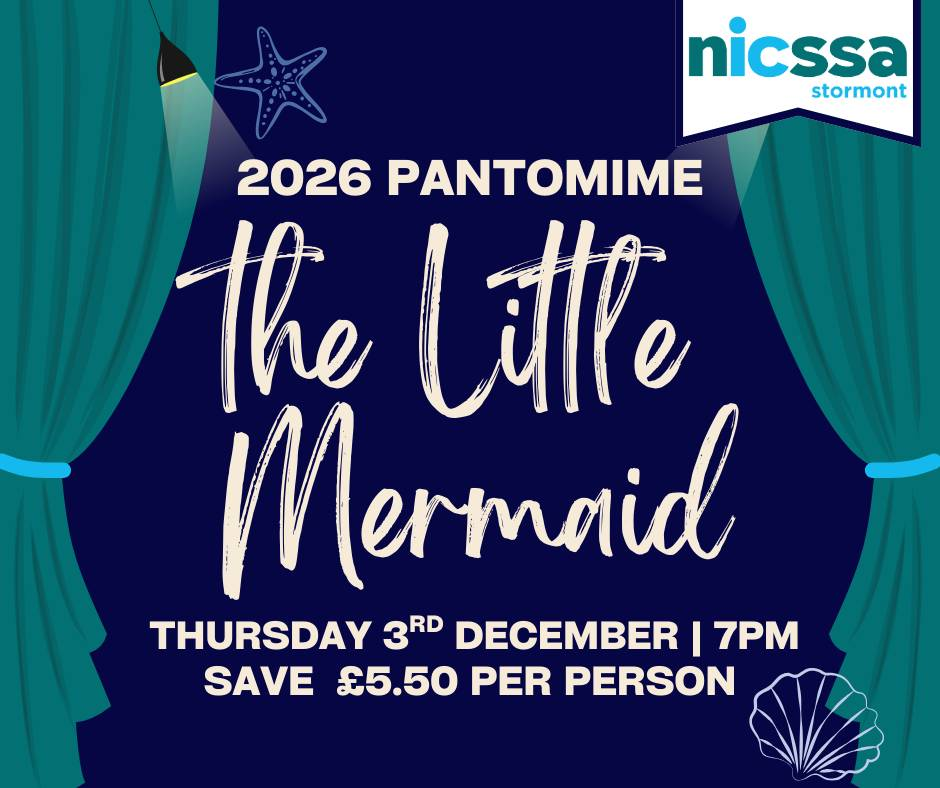 nicssa
stormont
2026 PANTOMIME
The Little
Mermaid
THURSDAY 3RD DECEMBER | 7PM
SAVE £5.50 PER PERSON